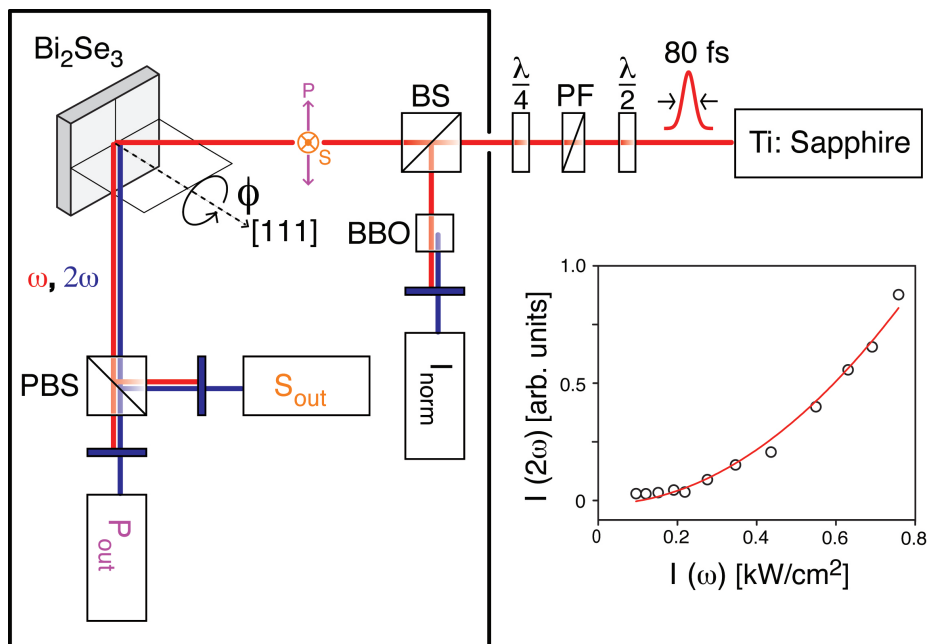 80 fs
Bi₂Se₃
P
S
BS
λ/4
PF
λ/2
Ti: Sapphire
ϕ
[111]
BBO
ω, 2ω
I norm
PBS
S out
P out
I (2ω) [arb. units]
1.0
0.5
0
0
0.2
0.4
0.6
0.8
I (ω) [kW/cm²]